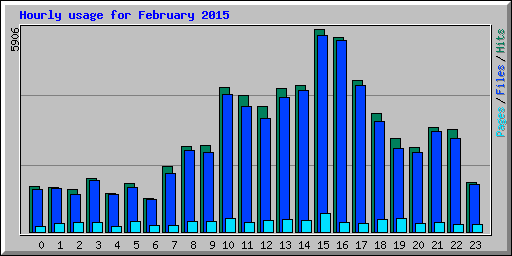 Hourly usage for February 2015
5906
Pages/Files/Hits
0 1 2 3 4 5 6 7 8 9 10 11 12 13 14 15 16 17 18 19 20 21 22 23